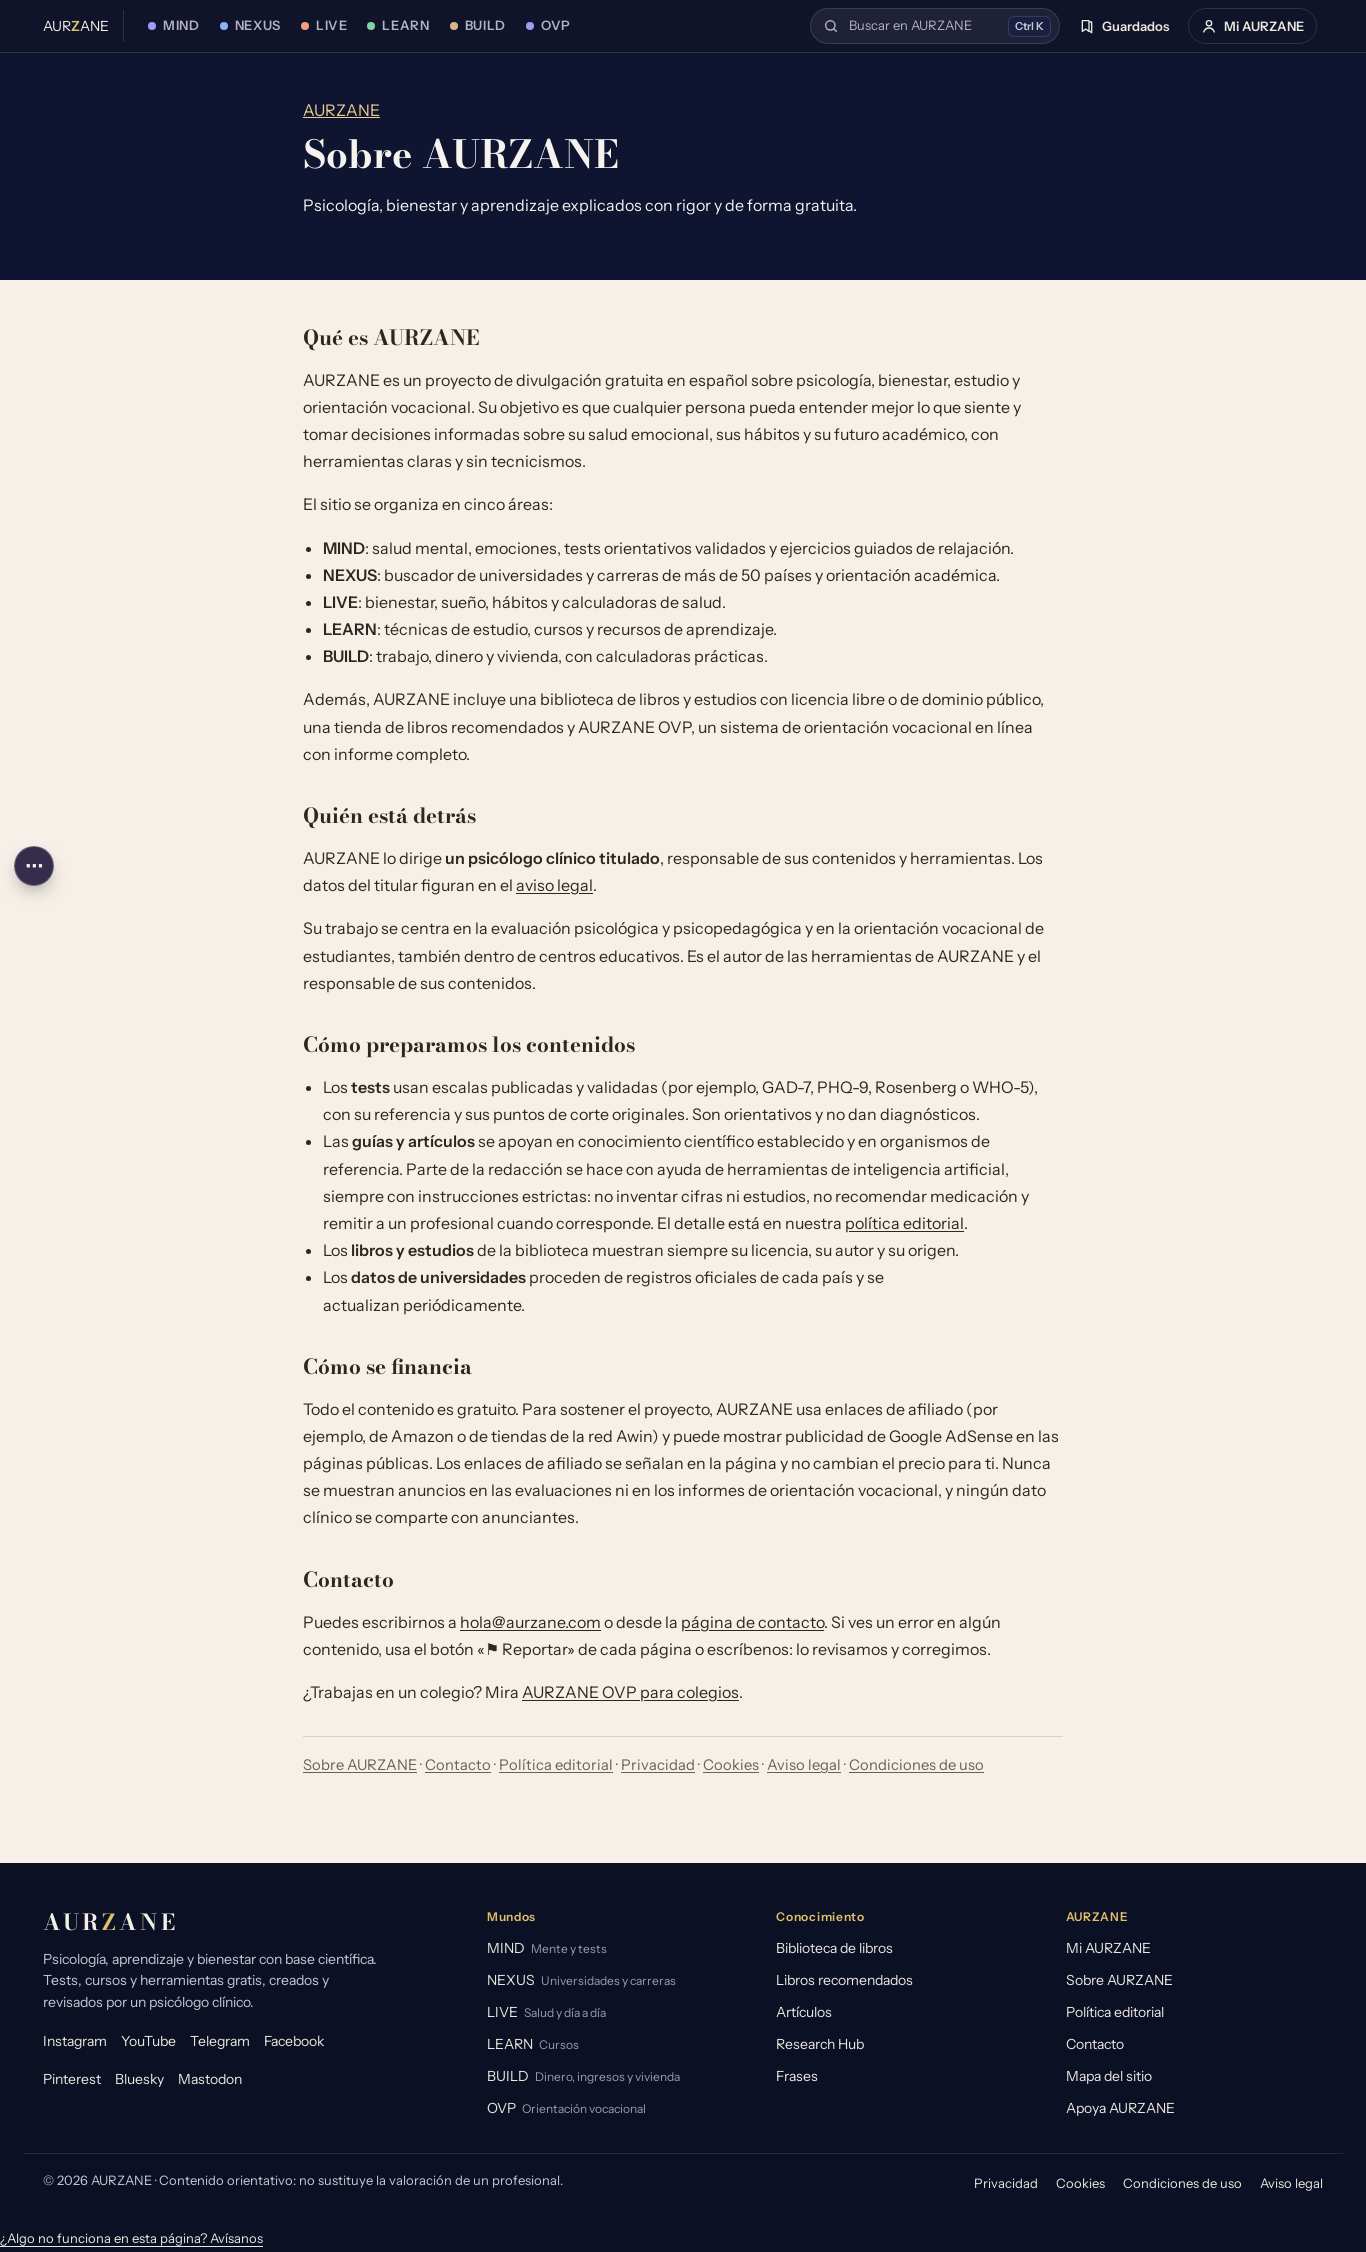 AURZANE
MIND NEXUS LIVE LEARN BUILD OVP
Buscar en AURZANE Ctrl K
Guardados
Mi AURZANE
AURZANE
Sobre AURZANE
Psicología, bienestar y aprendizaje explicados con rigor y de forma gratuita.
Qué es AURZANE
AURZANE es un proyecto de divulgación gratuita en español sobre psicología, bienestar, estudio y
orientación vocacional. Su objetivo es que cualquier persona pueda entender mejor lo que siente y
tomar decisiones informadas sobre su salud emocional, sus hábitos y su futuro académico, con
herramientas claras y sin tecnicismos.
El sitio se organiza en cinco áreas:
• MIND: salud mental, emociones, tests orientativos validados y ejercicios guiados de relajación.
• NEXUS: buscador de universidades y carreras de más de 50 países y orientación académica.
• LIVE: bienestar, sueño, hábitos y calculadoras de salud.
• LEARN: técnicas de estudio, cursos y recursos de aprendizaje.
• BUILD: trabajo, dinero y vivienda, con calculadoras prácticas.
Además, AURZANE incluye una biblioteca de libros y estudios con licencia libre o de dominio público,
una tienda de libros recomendados y AURZANE OVP, un sistema de orientación vocacional en línea
con informe completo.
Quién está detrás
AURZANE lo dirige un psicólogo clínico titulado, responsable de sus contenidos y herramientas. Los
datos del titular figuran en el aviso legal.
Su trabajo se centra en la evaluación psicológica y psicopedagógica y en la orientación vocacional de
estudiantes, también dentro de centros educativos. Es el autor de las herramientas de AURZANE y el
responsable de sus contenidos.
Cómo preparamos los contenidos
• Los tests usan escalas publicadas y validadas (por ejemplo, GAD-7, PHQ-9, Rosenberg o WHO-5),
con su referencia y sus puntos de corte originales. Son orientativos y no dan diagnósticos.
• Las guías y artículos se apoyan en conocimiento científico establecido y en organismos de
referencia. Parte de la redacción se hace con ayuda de herramientas de inteligencia artificial,
siempre con instrucciones estrictas: no inventar cifras ni estudios, no recomendar medicación y
remitir a un profesional cuando corresponde. El detalle está en nuestra política editorial.
• Los libros y estudios de la biblioteca muestran siempre su licencia, su autor y su origen.
• Los datos de universidades proceden de registros oficiales de cada país y se
actualizan periódicamente.
Cómo se financia
Todo el contenido es gratuito. Para sostener el proyecto, AURZANE usa enlaces de afiliado (por
ejemplo, de Amazon o de tiendas de la red Awin) y puede mostrar publicidad de Google AdSense en las
páginas públicas. Los enlaces de afiliado se señalan en la página y no cambian el precio para ti. Nunca
se muestran anuncios en las evaluaciones ni en los informes de orientación vocacional, y ningún dato
clínico se comparte con anunciantes.
Contacto
Puedes escribirnos a hola@aurzane.com o desde la página de contacto. Si ves un error en algún
contenido, usa el botón «⚑ Reportar» de cada página o escríbenos: lo revisamos y corregimos.
¿Trabajas en un colegio? Mira AURZANE OVP para colegios.
Sobre AURZANE · Contacto · Política editorial · Privacidad · Cookies · Aviso legal · Condiciones de uso
AURZANE
Psicología, aprendizaje y bienestar con base científica.
Tests, cursos y herramientas gratis, creados y
revisados por un psicólogo clínico.
Instagram YouTube Telegram Facebook
Pinterest Bluesky Mastodon
Mundos
MIND Mente y tests
NEXUS Universidades y carreras
LIVE Salud y día a día
LEARN Cursos
BUILD Dinero, ingresos y vivienda
OVP Orientación vocacional
Conocimiento
Biblioteca de libros
Libros recomendados
Artículos
Research Hub
Frases
AURZANE
Mi AURZANE
Sobre AURZANE
Política editorial
Contacto
Mapa del sitio
Apoya AURZANE
© 2026 AURZANE · Contenido orientativo: no sustituye la valoración de un profesional.
Privacidad Cookies Condiciones de uso Aviso legal
¿Algo no funciona en esta página? Avísanos